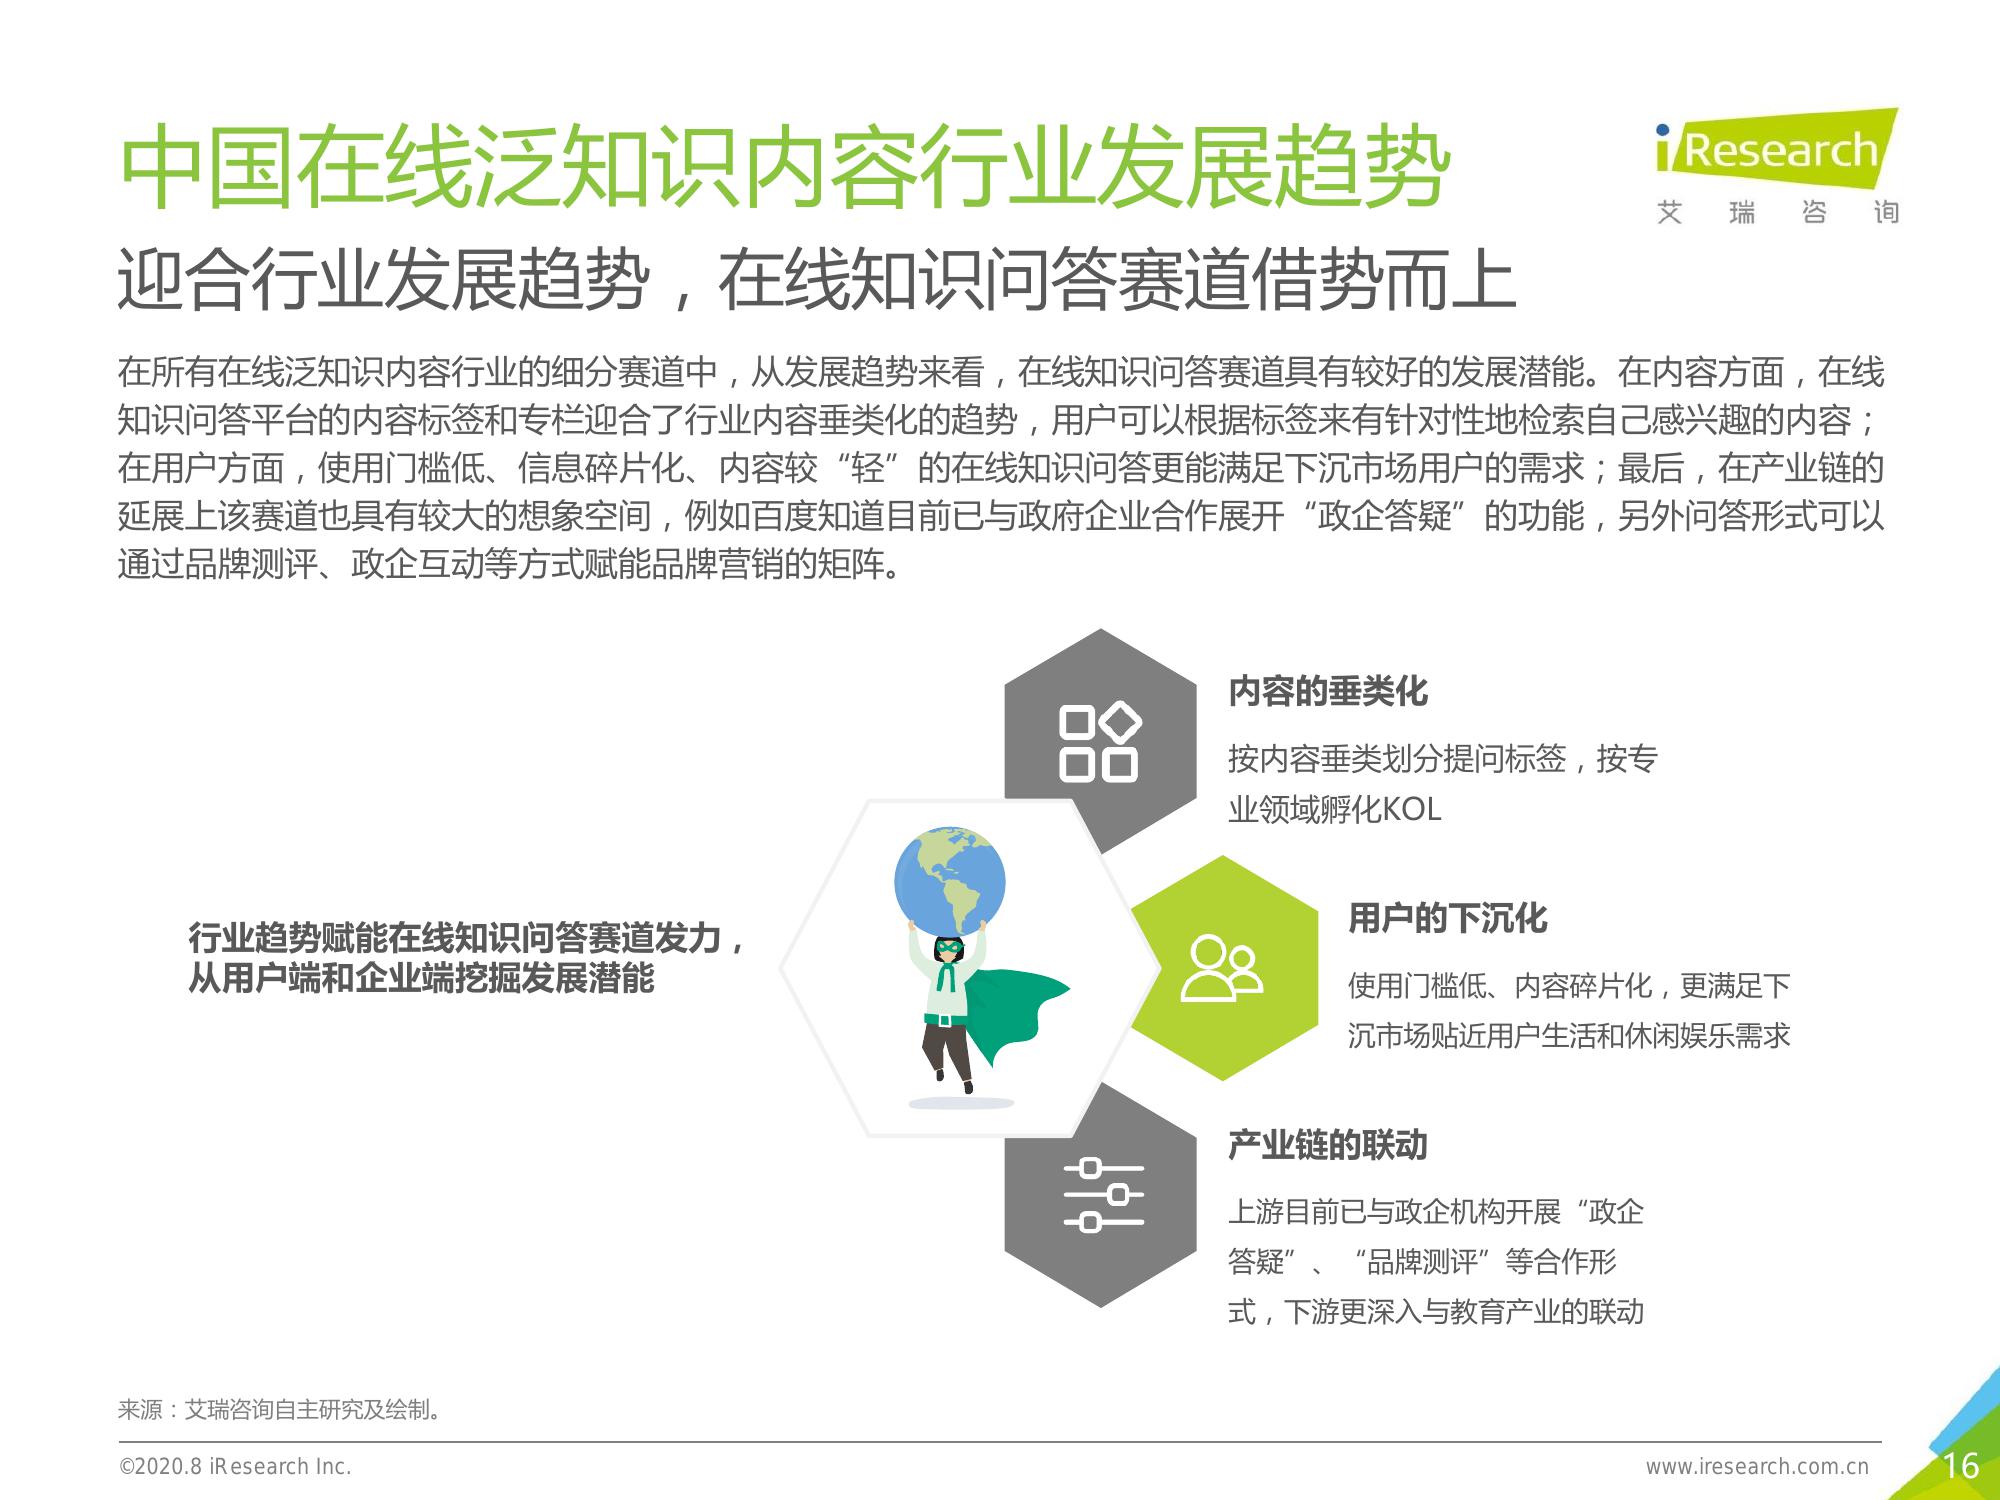 中国在线泛知识内容行业发展趋势
iResearch
艾瑞咨询
迎合行业发展趋势，在线知识问答赛道借势而上
在所有在线泛知识内容行业的细分赛道中，从发展趋势来看，在线知识问答赛道具有较好的发展潜能。在内容方面，在线
知识问答平台的内容标签和专栏迎合了行业内容垂类化的趋势，用户可以根据标签来有针对性地检索自己感兴趣的内容；
在用户方面，使用门槛低、信息碎片化、内容较“轻”的在线知识问答更能满足下沉市场用户的需求；最后，在产业链的
延展上该赛道也具有较大的想象空间，例如百度知道目前已与政府企业合作展开“政企答疑”的功能，另外问答形式可以
通过品牌测评、政企互动等方式赋能品牌营销的矩阵。
内容的垂类化
按内容垂类划分提问标签，按专
业领域孵化KOL
行业趋势赋能在线知识问答赛道发力，
从用户端和企业端挖掘发展潜能
用户的下沉化
使用门槛低、内容碎片化，更满足下
沉市场贴近用户生活和休闲娱乐需求
产业链的联动
上游目前已与政企机构开展“政企
答疑”、“品牌测评”等合作形
式，下游更深入与教育产业的联动
来源：艾瑞咨询自主研究及绘制。
©2020.8 iResearch Inc.
www.iresearch.com.cn
16